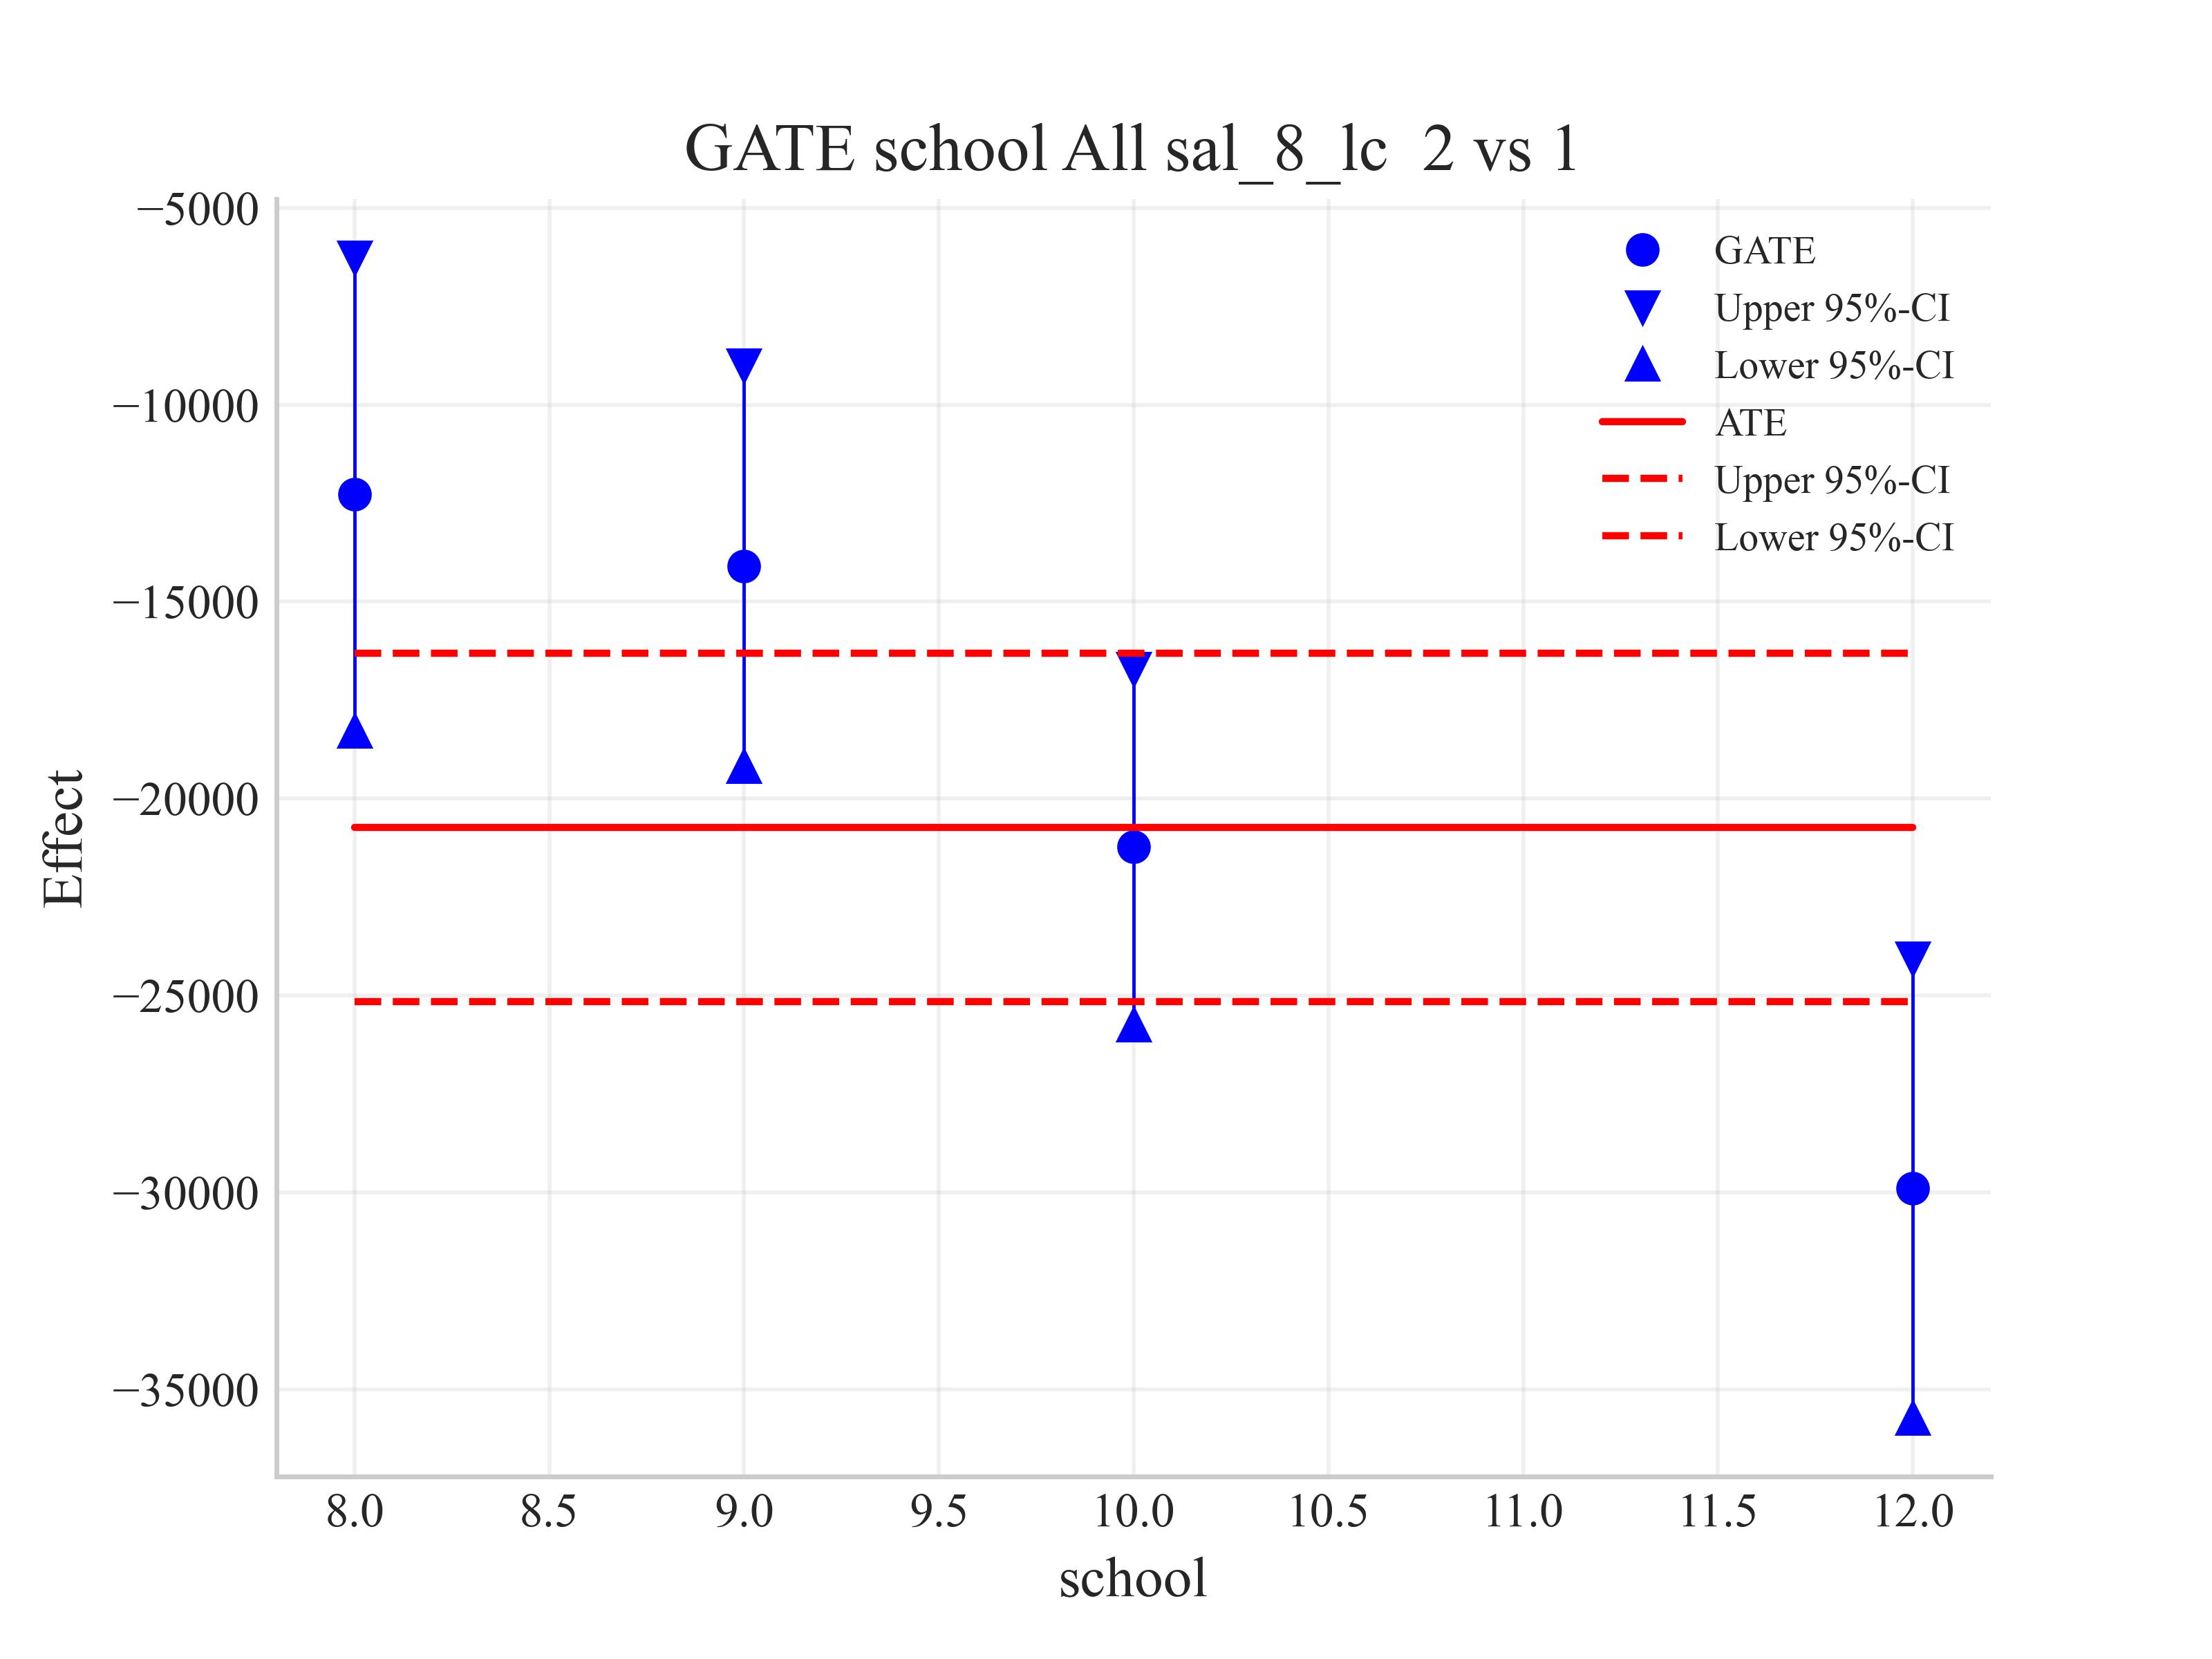 GATE school All sal_8_lc  2 vs 1
−5000
−10000
−15000
−20000
−25000
−30000
−35000
Effect
GATE
Upper 95%-CI
Lower 95%-CI
ATE
Upper 95%-CI
Lower 95%-CI
8.0 8.5 9.0 9.5 10.0 10.5 11.0 11.5 12.0
school